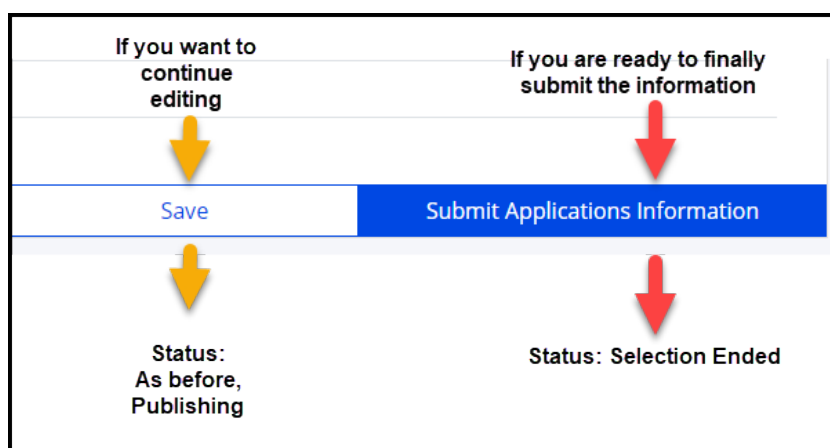 If you want to
continue
editing
If you are ready to finally
submit the information
Save
Submit Applications Information
Status:
As before,
Publishing
Status: Selection Ended